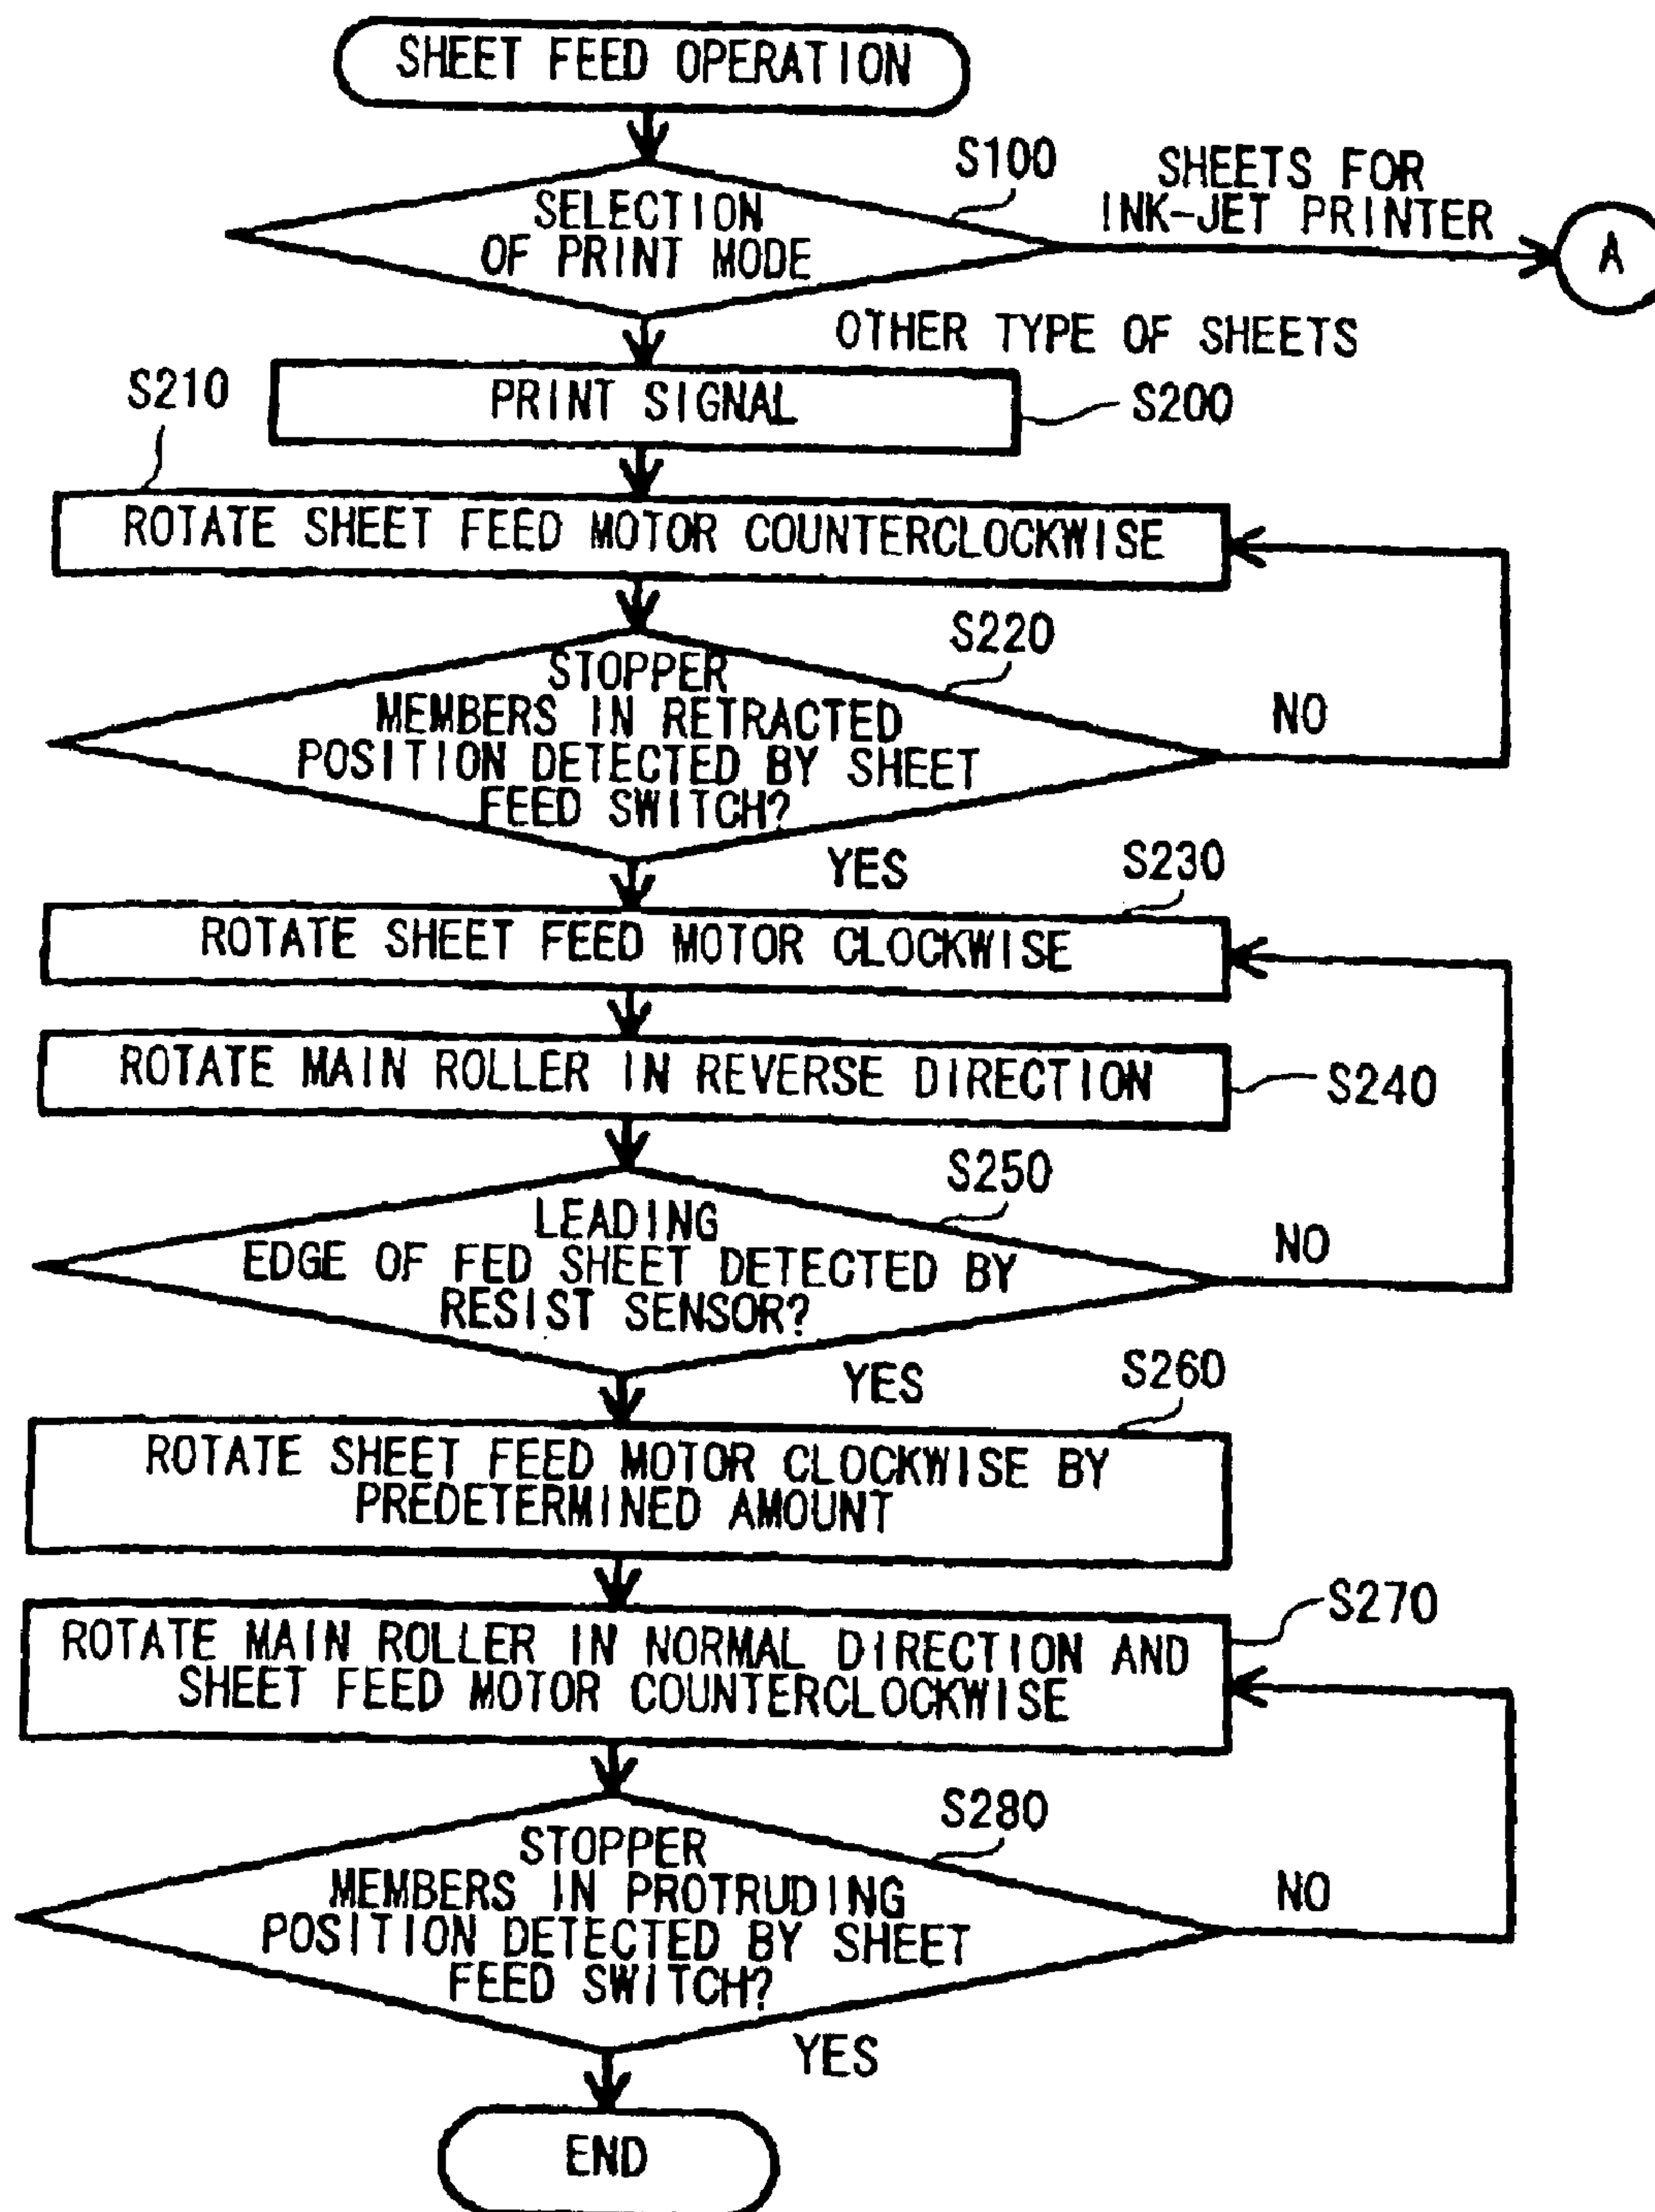 SHEET FEED OPERATION
S100
SELECTION
OF PRINT MODE
SHEETS FOR
INK-JET PRINTER
A
OTHER TYPE OF SHEETS
PRINT SIGNAL
S200
S210
ROTATE SHEET FEED MOTOR COUNTERCLOCKWISE
S220
STOPPER
MEMBERS IN RETRACTED
POSITION DETECTED BY SHEET
FEED SWITCH?
NO
YES
S230
ROTATE SHEET FEED MOTOR CLOCKWISE
ROTATE MAIN ROLLER IN REVERSE DIRECTION
S240
S250
LEADING
EDGE OF FED SHEET DETECTED BY
RESIST SENSOR?
NO
YES
S260
ROTATE SHEET FEED MOTOR CLOCKWISE BY
PREDETERMINED AMOUNT
S270
ROTATE MAIN ROLLER IN NORMAL DIRECTION AND
SHEET FEED MOTOR COUNTERCLOCKWISE
S280
STOPPER
MEMBERS IN PROTRUDING
POSITION DETECTED BY SHEET
FEED SWITCH?
NO
YES
END